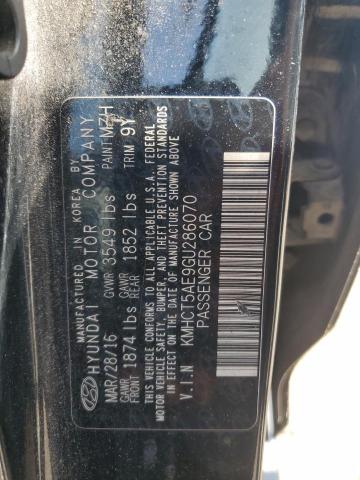 MANUFACTURED IN KOREA BY
HYUNDAI MOTOR COMPANY
MAR/28/16 GVWR 3549 lbs PAINT MZH
GAWR FRONT 1874 lbs GAWR REAR 1852 lbs TRIM 9Y
THIS VEHICLE CONFORMS TO ALL APPLICABLE U.S.A. FEDERAL
MOTOR VEHICLE SAFETY, BUMPER, AND THEFT PREVENTION STANDARDS
IN EFFECT ON THE DATE OF MANUFACTURE SHOWN ABOVE
V.I.N KMHCT5AE9GU286070
PASSENGER CAR